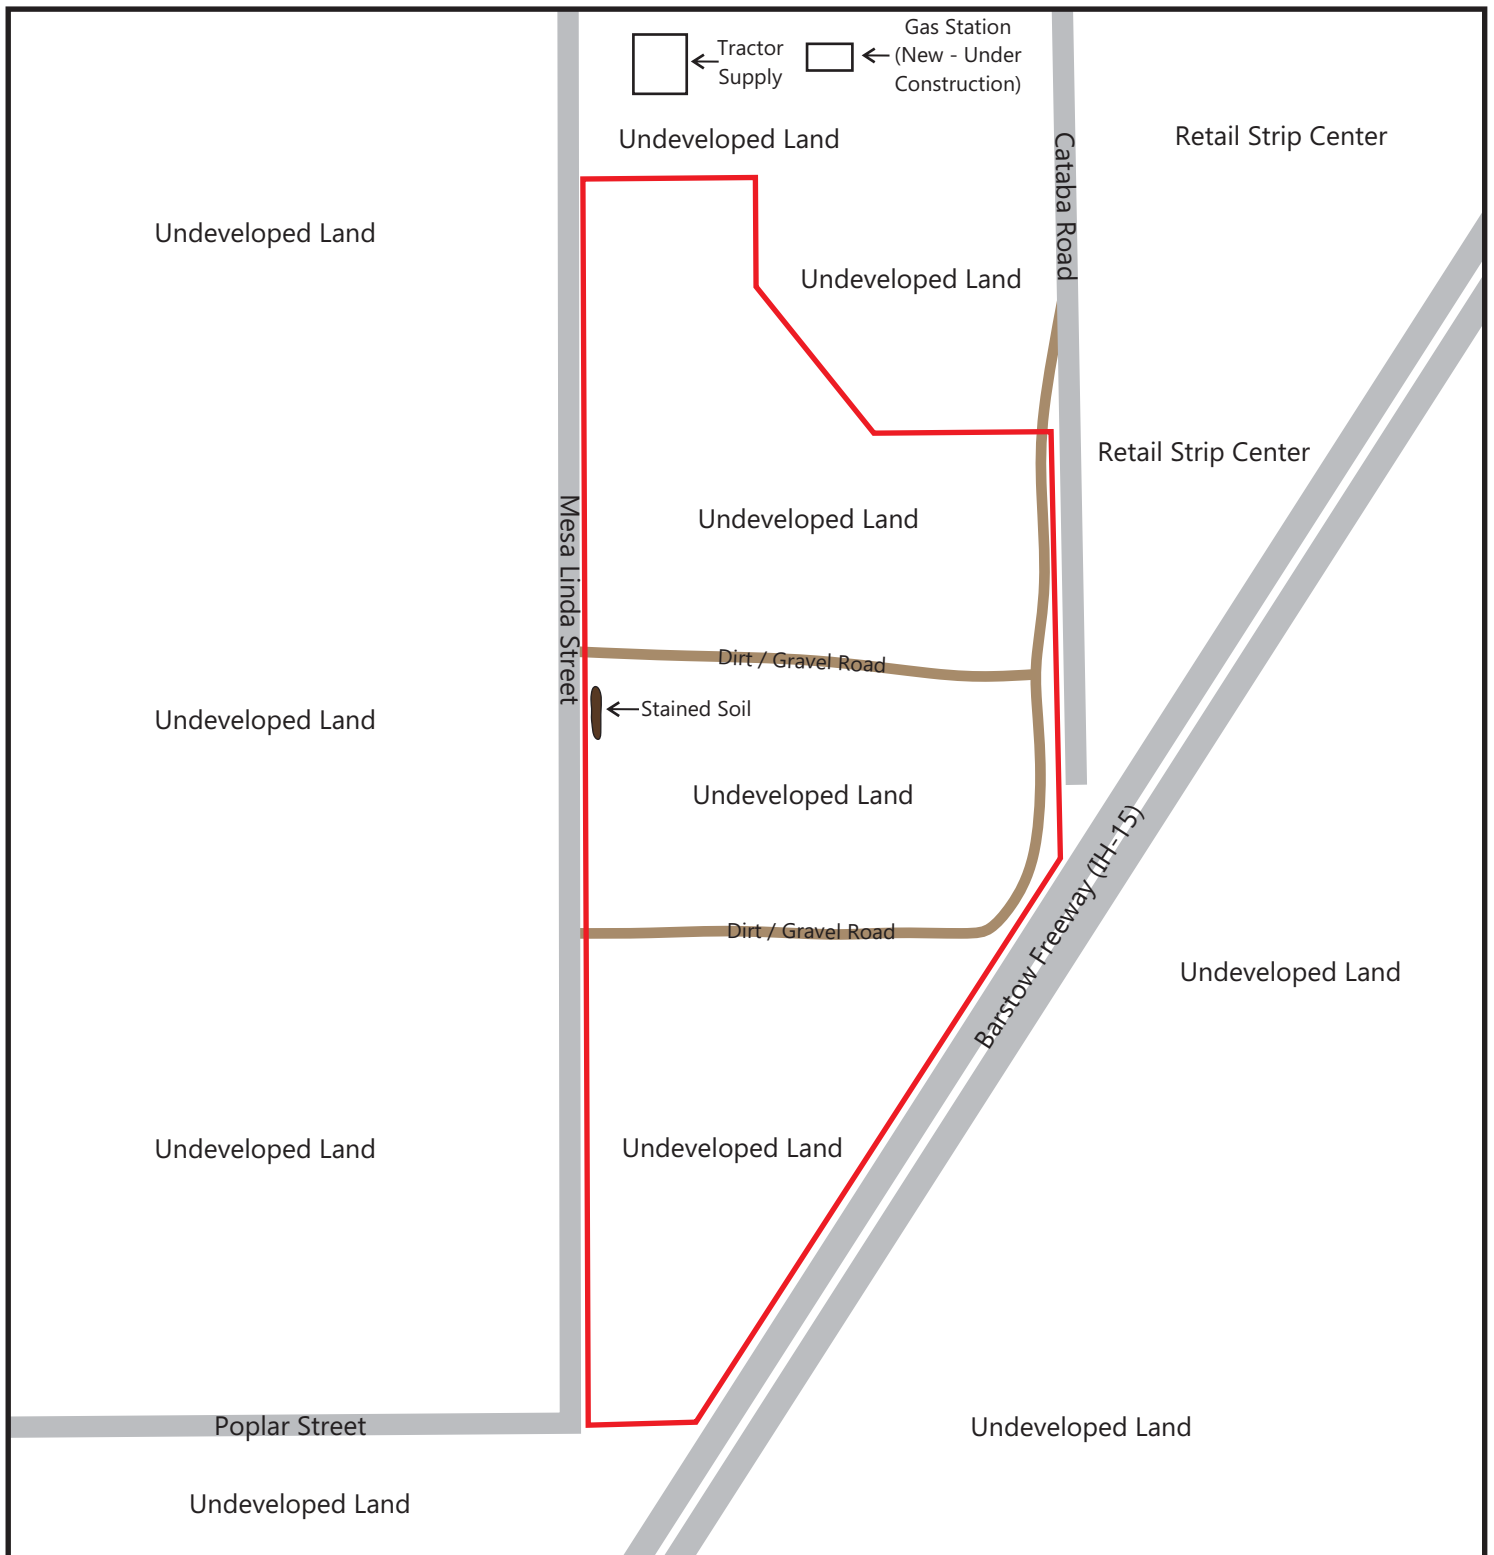 Gas Station
(New - Under
Construction)
Tractor
Supply
Undeveloped Land
Retail Strip Center
Cataba Road
Undeveloped Land
Undeveloped Land
Retail Strip Center
Mesa Linda Street
Undeveloped Land
Dirt / Gravel Road
Stained Soil
Undeveloped Land
Undeveloped Land
Barstow Freeway (IH-15)
Dirt / Gravel Road
Undeveloped Land
Undeveloped Land
Undeveloped Land
Poplar Street
Undeveloped Land
Undeveloped Land